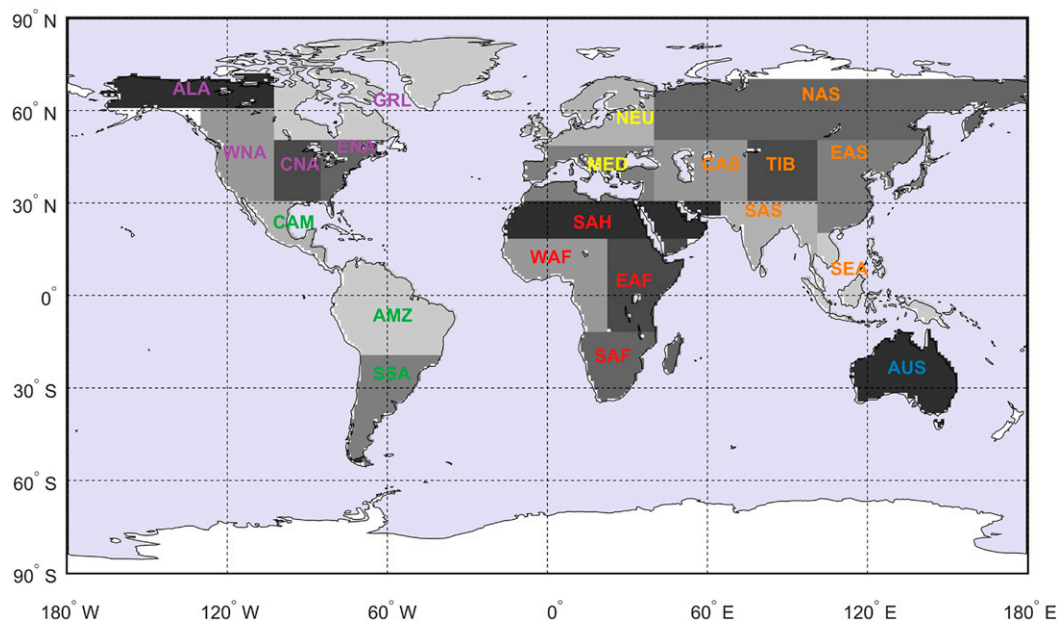 90° N
ALA
GRL
NAS
60° N
NEU
WNA
CNA
ENA
MED
CAS
TIB
EAS
30° N
CAM
SAH
SAS
WAF
EAF
SEA
0°
AMZ
SAF
SSA
AUS
30° S
60° S
90° S
180° W
120° W
60° W
0°
60° E
120° E
180° E